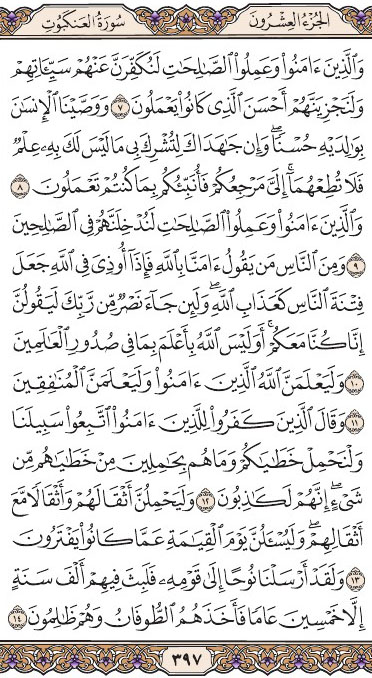 الجُزْءُ العِشْرُونَ سُورَةُ العَنكَبُوتِ
وَٱلَّذِينَ ءَامَنُوا۟ وَعَمِلُوا۟ ٱلصَّـٰلِحَـٰتِ لَنُكَفِّرَنَّ عَنْهُمْ سَيِّـَٔاتِهِمْ
وَلَنَجْزِيَنَّهُمْ أَحْسَنَ ٱلَّذِى كَانُوا۟ يَعْمَلُونَ ٧ وَوَصَّيْنَا ٱلْإِنسَـٰنَ
بِوَٰلِدَيْهِ حُسْنًا ۖ وَإِن جَـٰهَدَاكَ لِتُشْرِكَ بِى مَا لَيْسَ لَكَ بِهِۦ عِلْمٌ
فَلَا تُطِعْهُمَآ ۚ إِلَىَّ مَرْجِعُكُمْ فَأُنَبِّئُكُم بِمَا كُنتُمْ تَعْمَلُونَ ٨
وَٱلَّذِينَ ءَامَنُوا۟ وَعَمِلُوا۟ ٱلصَّـٰلِحَـٰتِ لَنُدْخِلَنَّهُمْ فِى ٱلصَّـٰلِحِينَ
٩ وَمِنَ ٱلنَّاسِ مَن يَقُولُ ءَامَنَّا بِٱللَّهِ فَإِذَآ أُوذِىَ فِى ٱللَّهِ جَعَلَ
فِتْنَةَ ٱلنَّاسِ كَعَذَابِ ٱللَّهِ ۖ وَلَئِن جَآءَ نَصْرٌ مِّن رَّبِّكَ لَيَقُولُنَّ
إِنَّا كُنَّا مَعَكُمْ ۚ أَوَلَيْسَ ٱللَّهُ بِأَعْلَمَ بِمَا فِى صُدُورِ ٱلْعَـٰلَمِينَ
١٠ وَلَيَعْلَمَنَّ ٱللَّهُ ٱلَّذِينَ ءَامَنُوا۟ وَلَيَعْلَمَنَّ ٱلْمُنَـٰفِقِينَ
١١ وَقَالَ ٱلَّذِينَ كَفَرُوا۟ لِلَّذِينَ ءَامَنُوا۟ ٱتَّبِعُوا۟ سَبِيلَنَا
وَلْنَحْمِلْ خَطَـٰيَـٰكُمْ وَمَا هُم بِحَـٰمِلِينَ مِنْ خَطَـٰيَـٰهُم مِّن
شَىْءٍ ۖ إِنَّهُمْ لَكَـٰذِبُونَ ١٢ وَلَيَحْمِلُنَّ أَثْقَالَهُمْ وَأَثْقَالًا مَّعَ
أَثْقَالِهِمْ ۖ وَلَيُسْـَٔلُنَّ يَوْمَ ٱلْقِيَـٰمَةِ عَمَّا كَانُوا۟ يَفْتَرُونَ
١٣ وَلَقَدْ أَرْسَلْنَا نُوحًا إِلَىٰ قَوْمِهِۦ فَلَبِثَ فِيهِمْ أَلْفَ سَنَةٍ
إِلَّا خَمْسِينَ عَامًا فَأَخَذَهُمُ ٱلطُّوفَانُ وَهُمْ ظَـٰلِمُونَ ١٤
٣٩٧